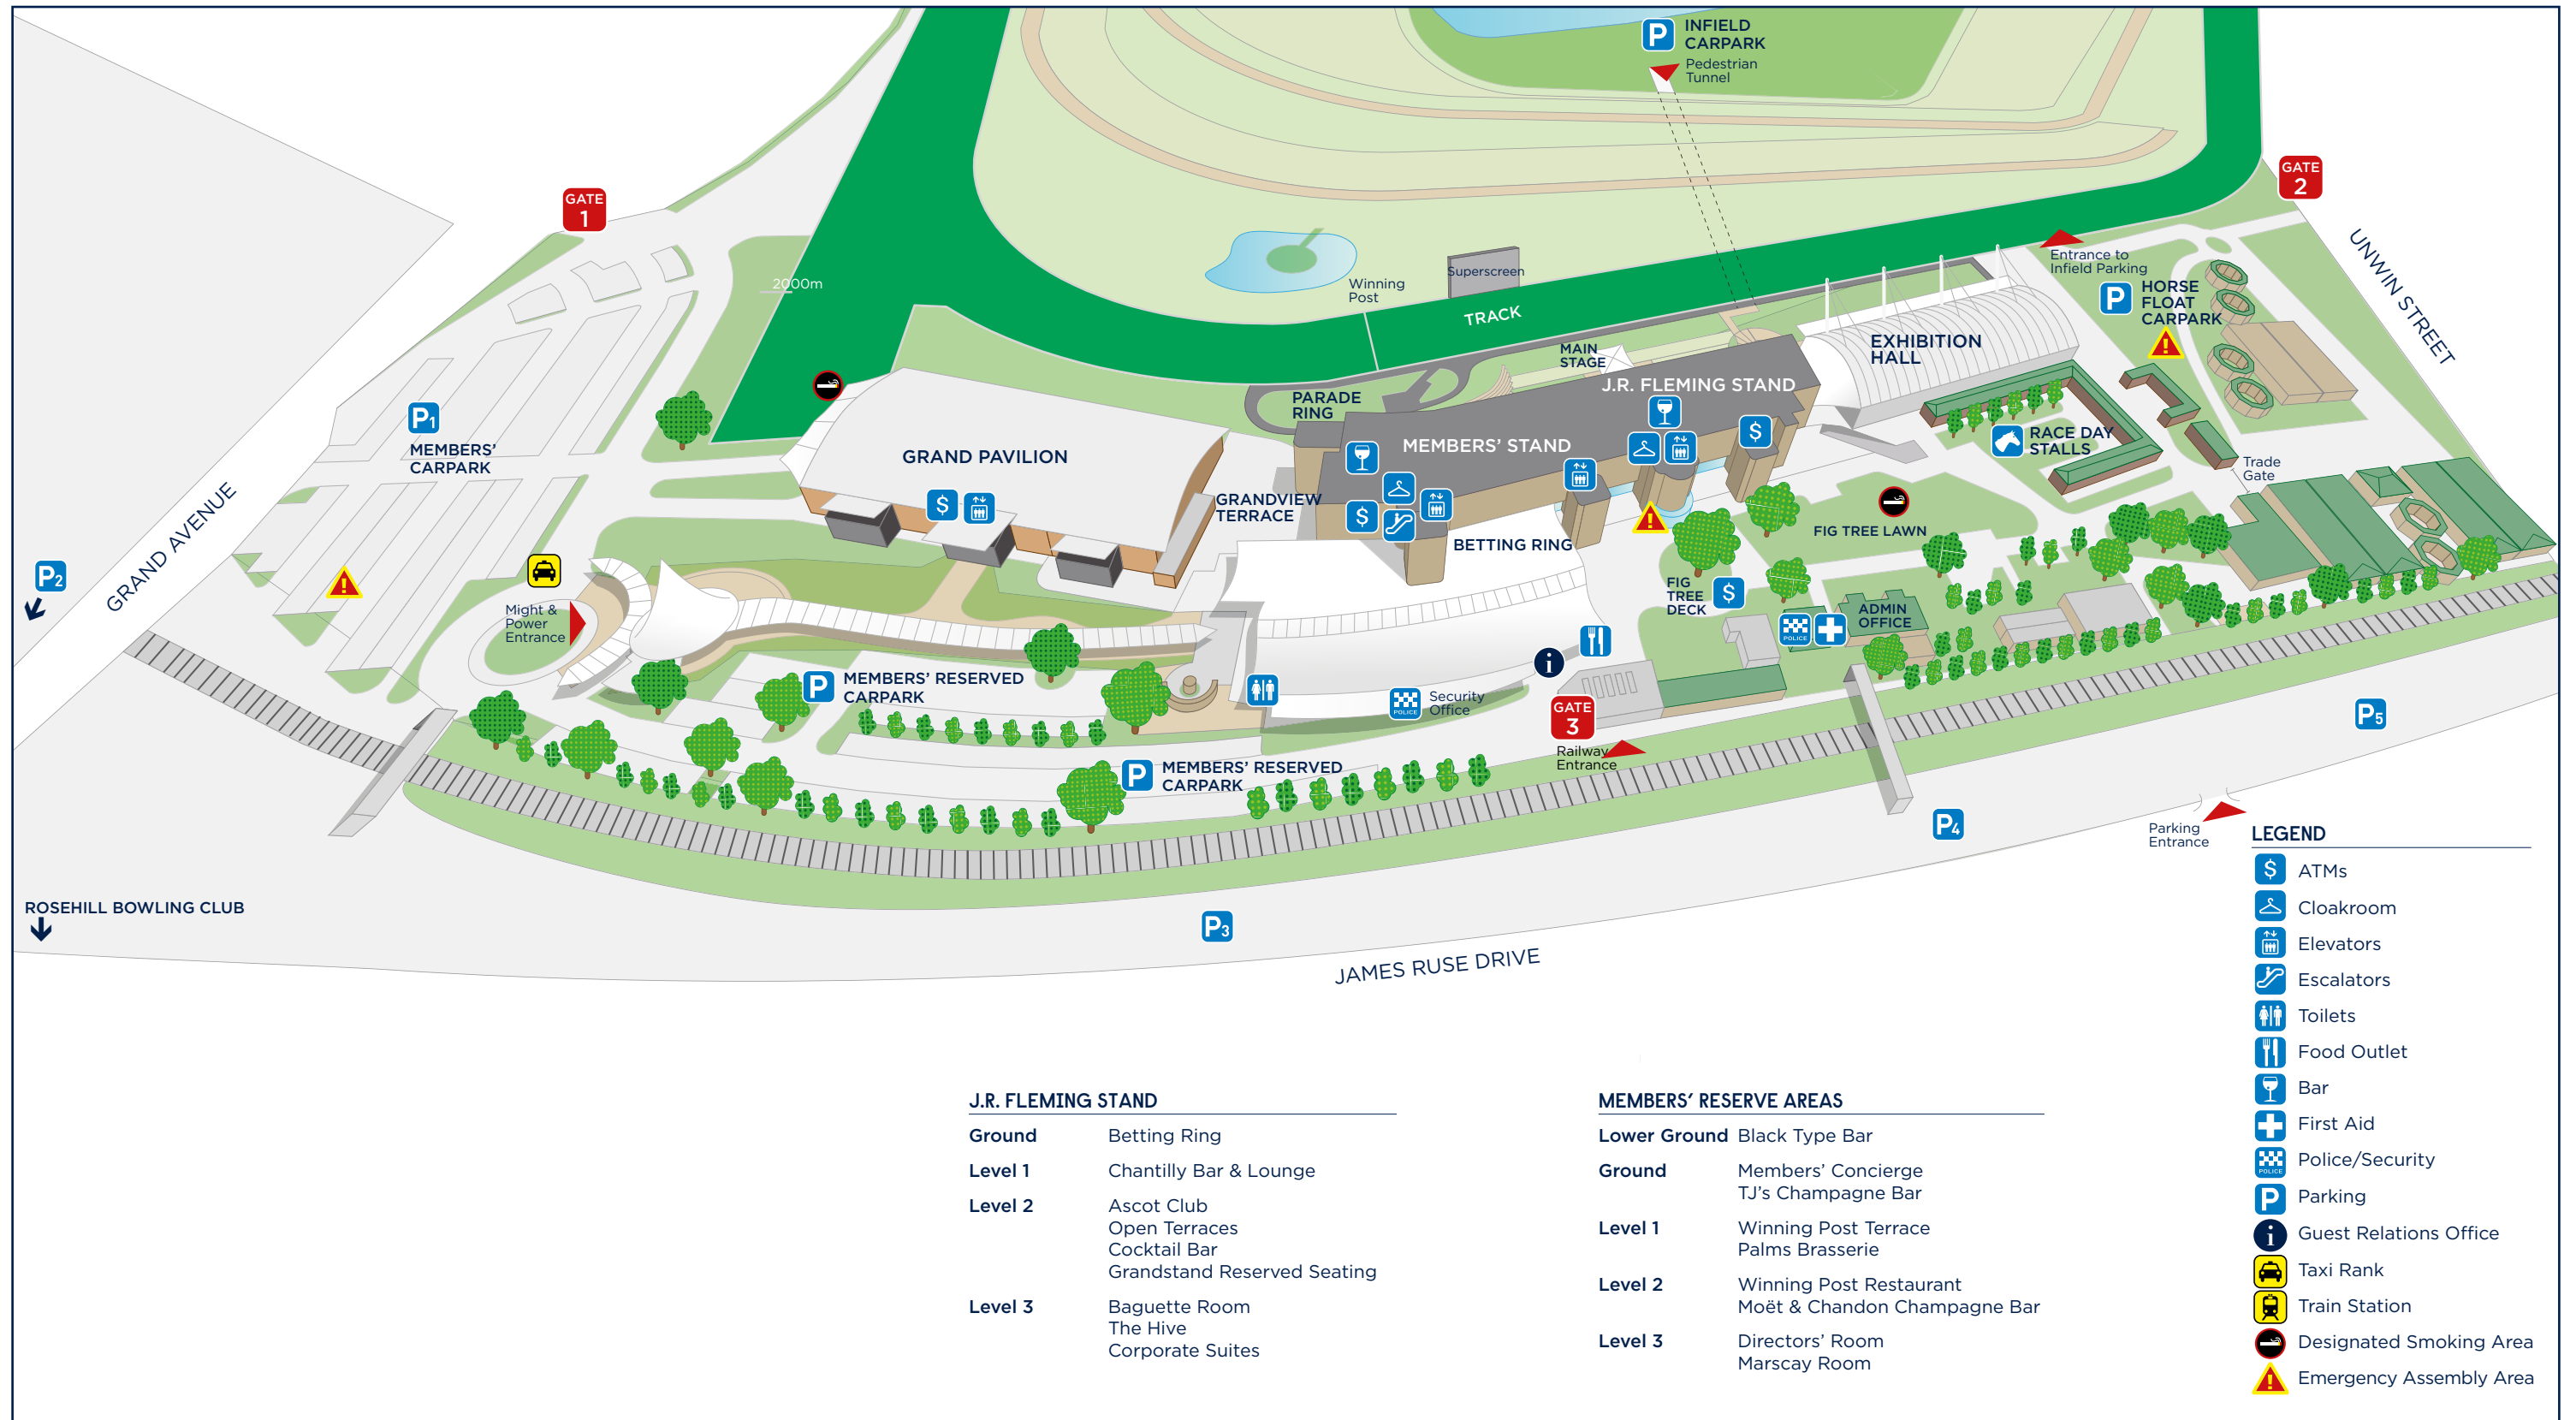 P INFIELD
CARPARK
Pedestrian
Tunnel
GATE
1
GATE
2
UNWIN STREET
2000m
Winning
Post
Superscreen
TRACK
Entrance to
Infield Parking
P HORSE
FLOAT
CARPARK
!
MAIN
STAGE
EXHIBITION
HALL
J.R. FLEMING STAND
PARADE
RING
P1
MEMBERS'
CARPARK
GRAND PAVILION
MEMBERS' STAND
$
RACE DAY
STALLS
Trade
Gate
GRANDVIEW
TERRACE
$
$
BETTING RING
!
FIG TREE LAWN
GRAND AVENUE
P2
!
Might &
Power
Entrance
FIG
TREE
DECK
$
ADMIN
OFFICE
POLICE
i
P MEMBERS' RESERVED
CARPARK
POLICE
Security
Office
GATE
3
Railway
Entrance
P5
P MEMBERS' RESERVED
CARPARK
P4
Parking
Entrance
ROSEHILL BOWLING CLUB
P3
JAMES RUSE DRIVE
LEGEND
$ ATMs
Cloakroom
Elevators
Escalators
Toilets
Food Outlet
Bar
First Aid
POLICE Police/Security
P Parking
i Guest Relations Office
Taxi Rank
Train Station
Designated Smoking Area
! Emergency Assembly Area
J.R. FLEMING STAND
Ground Betting Ring
Level 1 Chantilly Bar & Lounge
Level 2 Ascot Club
Open Terraces
Cocktail Bar
Grandstand Reserved Seating
Level 3 Baguette Room
The Hive
Corporate Suites
MEMBERS' RESERVE AREAS
Lower Ground Black Type Bar
Ground Members' Concierge
TJ's Champagne Bar
Level 1 Winning Post Terrace
Palms Brasserie
Level 2 Winning Post Restaurant
Moët & Chandon Champagne Bar
Level 3 Directors' Room
Marscay Room